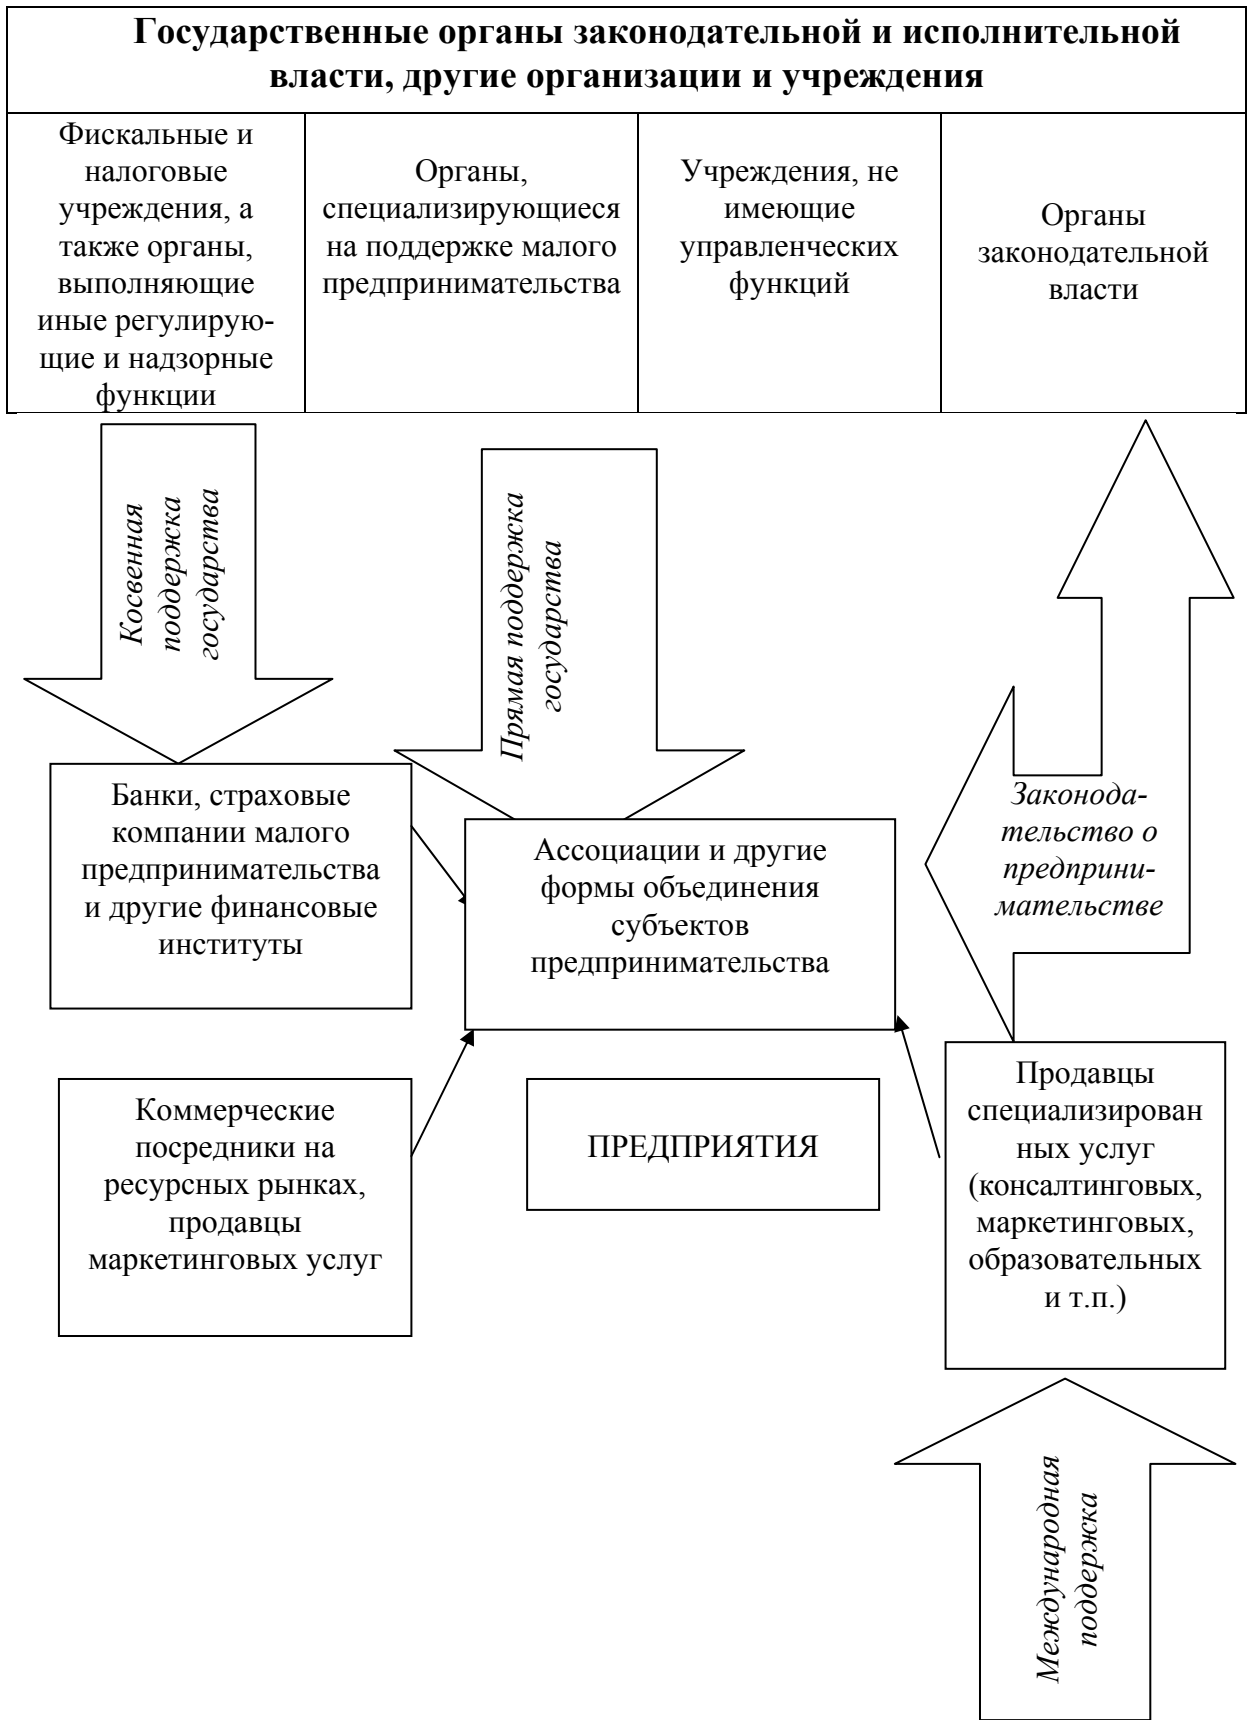 Государственные органы законодательной и исполнительной
власти, другие организации и учреждения
Фискальные и
налоговые
учреждения, а
также органы,
выполняющие
иные регулирую-
щие и надзорные
функции
Органы,
специализирующиеся
на поддержке малого
предпринимательства
Учреждения, не
имеющие
управленческих
функций
Органы
законодательной
власти
Косвенная
поддержка
государства
Прямая поддержка
государства
Законода-
тельство о
предприни-
мательстве
Банки, страховые
компании малого
предпринимательства
и другие финансовые
институты
Ассоциации и другие
формы объединения
субъектов
предпринимательства
Коммерческие
посредники на
ресурсных рынках,
продавцы
маркетинговых услуг
ПРЕДПРИЯТИЯ
Продавцы
специализирован
ных услуг
(консалтинговых,
маркетинговых,
образовательных
и т.п.)
Международная
поддержка